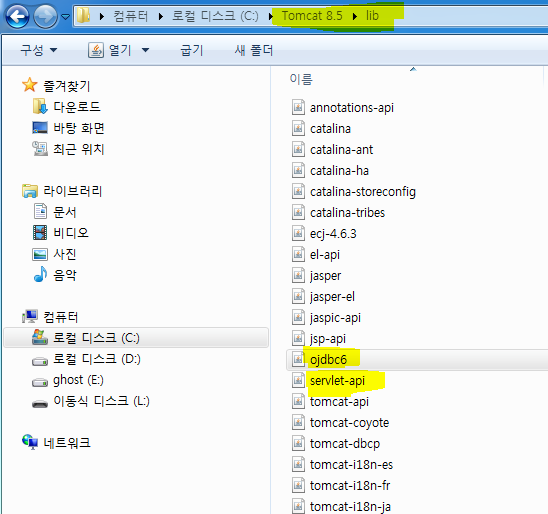 컴퓨터 로컬 디스크 (C:) Tomcat 8.5 lib
구성 열기 굽기 새 폴더
즐겨찾기
다운로드
바탕 화면
최근 위치
라이브러리
문서
비디오
사진
음악
컴퓨터
로컬 디스크 (C:)
로컬 디스크 (D:)
ghost (E:)
이동식 디스크 (L:)
네트워크
이름
annotations-api
catalina
catalina-ant
catalina-ha
catalina-storeconfig
catalina-tribes
ecj-4.6.3
el-api
jasper
jasper-el
jaspic-api
jsp-api
ojdbc6
servlet-api
tomcat-api
tomcat-coyote
tomcat-dbcp
tomcat-i18n-es
tomcat-i18n-fr
tomcat-i18n-ja